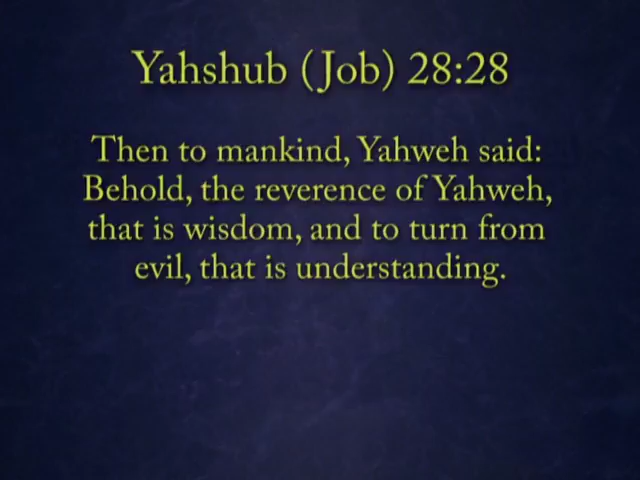 Yahshub (Job) 28:28
Then to mankind, Yahweh said:
Behold, the reverence of Yahweh,
that is wisdom, and to turn from
evil, that is understanding.